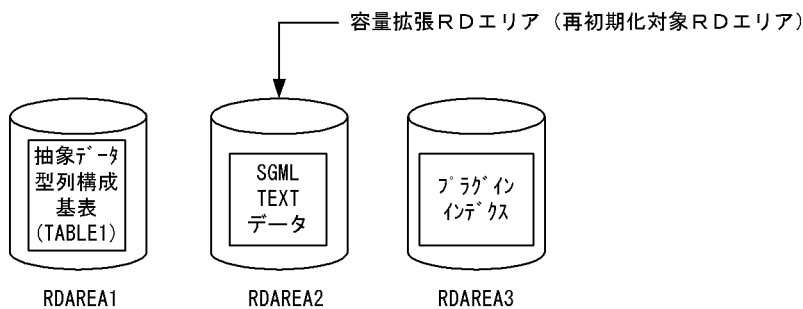 容量拡張RDエリア(再初期化対象RDエリア)
抽象ﾃﾞｰﾀ
型列構成
基表
(TABLE1)
SGML
TEXT
データ
ﾌﾟﾗｸﾞｲﾝ
ｲﾝﾃﾞｸｽ
RDAREA1
RDAREA2
RDAREA3